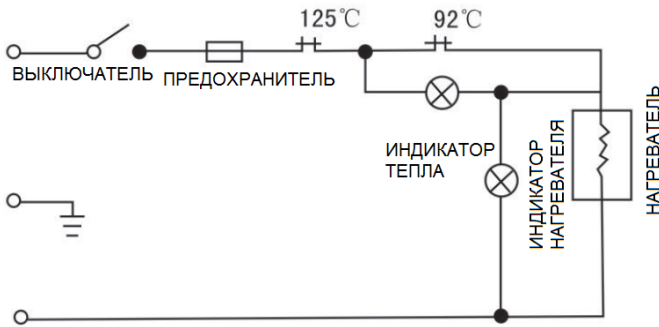 125℃
92℃
ВЫКЛЮЧАТЕЛЬ
ПРЕДОХРАНИТЕЛЬ
ИНДИКАТОР
ТЕПЛА
ИНДИКАТОР
НАГРЕВАТЕЛЯ
НАГРЕВАТЕЛЬ